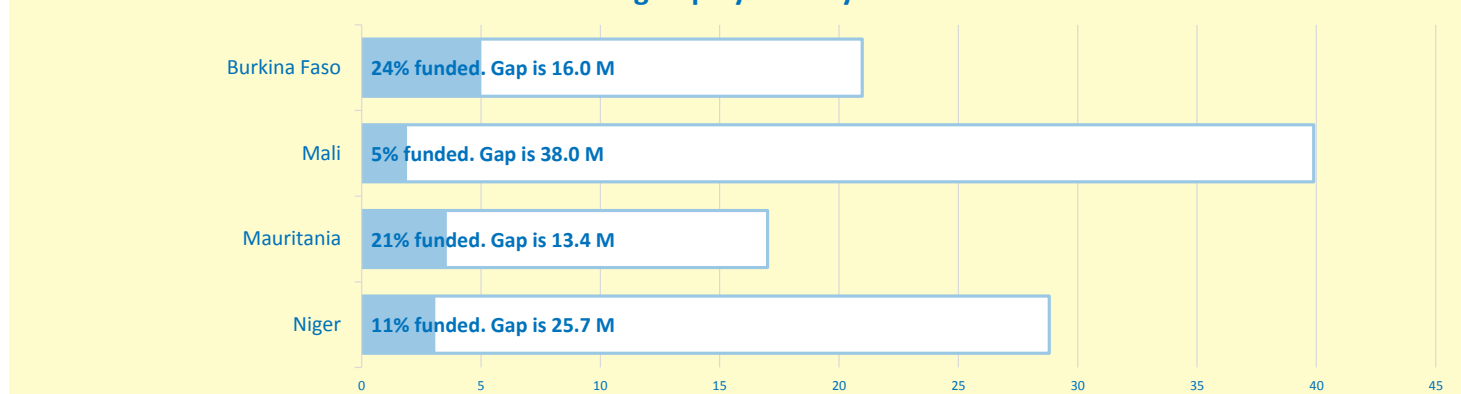 Burkina Faso 24% funded. Gap is 16.0 M
Mali 5% funded. Gap is 38.0 M
Mauritania 21% funded. Gap is 13.4 M
Niger 11% funded. Gap is 25.7 M
0 5 10 15 20 25 30 35 40 45